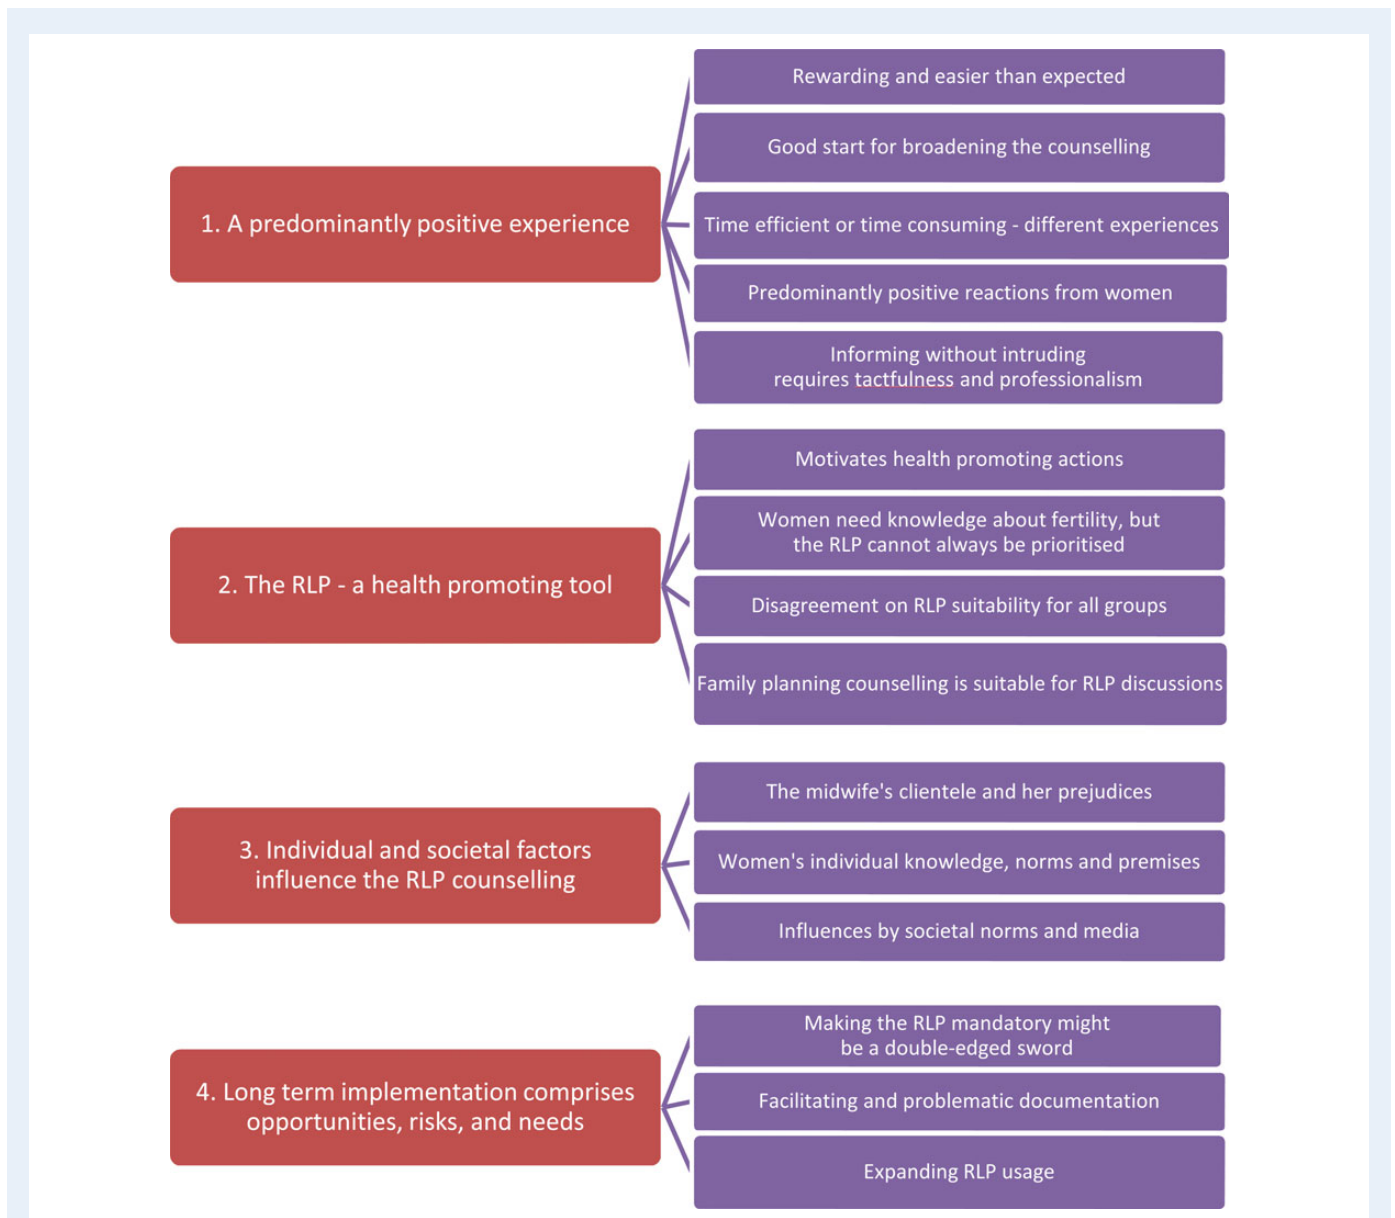 1. A predominantly positive experience
Rewarding and easier than expected
Good start for broadening the counselling
Time efficient or time consuming - different experiences
Predominantly positive reactions from women
Informing without intruding
requires tactfulness and professionalism
2. The RLP - a health promoting tool
Motivates health promoting actions
Women need knowledge about fertility, but
the RLP cannot always be prioritised
Disagreement on RLP suitability for all groups
Family planning counselling is suitable for RLP discussions
3. Individual and societal factors
influence the RLP counselling
The midwife's clientele and her prejudices
Women's individual knowledge, norms and premises
Influences by societal norms and media
4. Long term implementation comprises
opportunities, risks, and needs
Making the RLP mandatory might
be a double-edged sword
Facilitating and problematic documentation
Expanding RLP usage